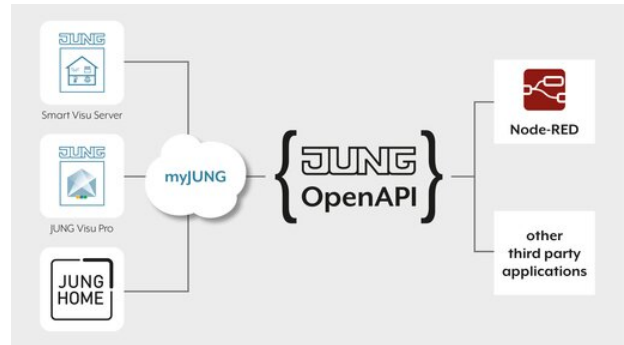 JUNG
Smart Visu Server
JUNG
JUNG Visu Pro
JUNG
HOME
myJUNG
{ JUNG
OpenAPI }
Node-RED
other
third party
applications